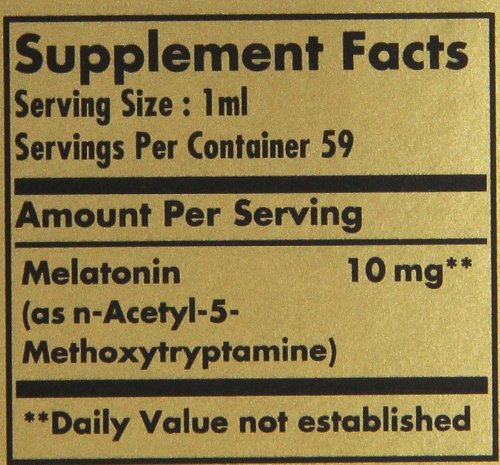 Supplement Facts
Serving Size : 1ml
Servings Per Container 59
Amount Per Serving
Melatonin 10 mg**
(as n-Acetyl-5-
Methoxytryptamine)
**Daily Value not established